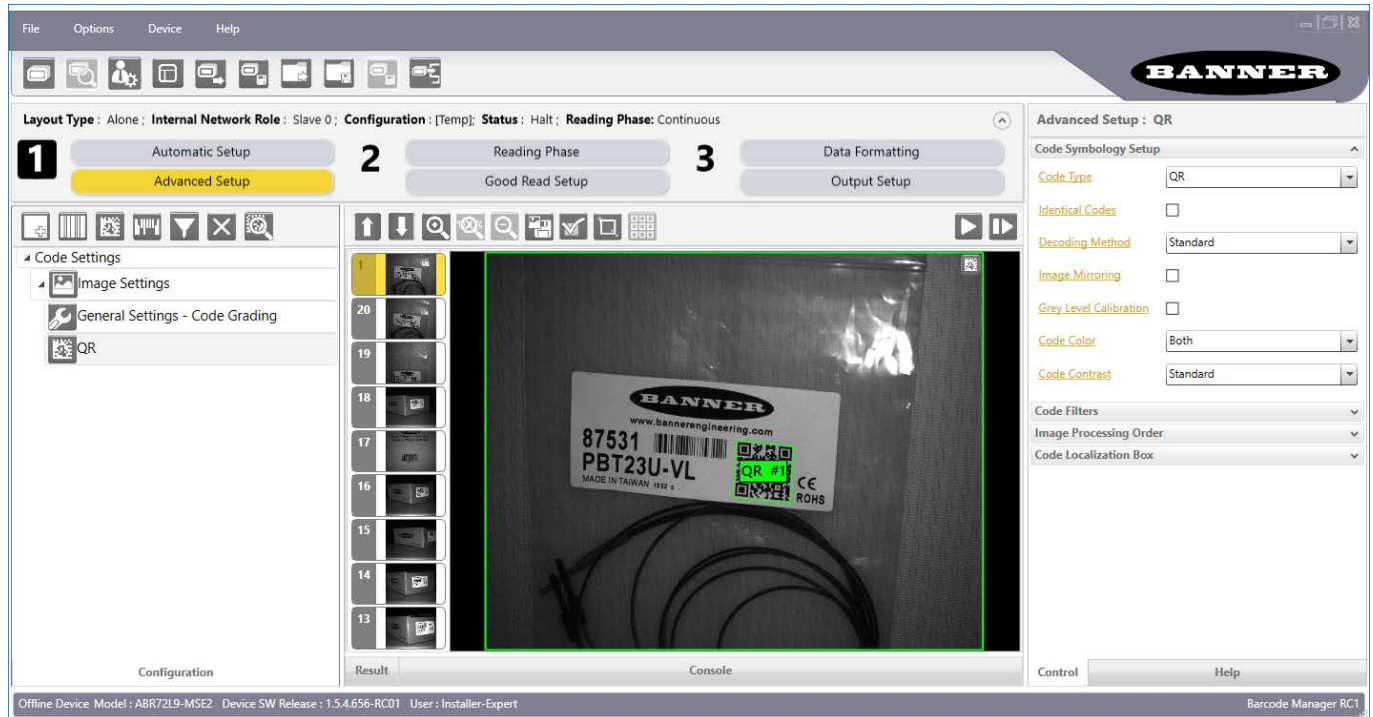 File Options Device Help
BANNER
Layout Type : Alone ; Internal Network Role : Slave 0 ; Configuration : [Temp]; Status : Halt ; Reading Phase: Continuous
1 Automatic Setup 2 Reading Phase 3 Data Formatting
Advanced Setup Good Read Setup Output Setup
Code Settings
Image Settings
General Settings - Code Grading
QR
Configuration
1
20
19
18
17
16
15
14
13
BANNER
www.bannerengineering.com
87531
PBT23U-VL
MADE IN TAIWAN
QR #1
CE
ROHS
Result Console
Advanced Setup : QR
Code Symbology Setup
Code Type QR
Identical Codes
Decoding Method Standard
Image Mirroring
Grey Level Calibration
Code Color Both
Code Contrast Standard
Code Filters
Image Processing Order
Code Localization Box
Control Help
Offline Device Model : ABR72L9-MSE2 Device SW Release : 1.5.4.656-RC01 User : Installer-Expert
Barcode Manager RC1